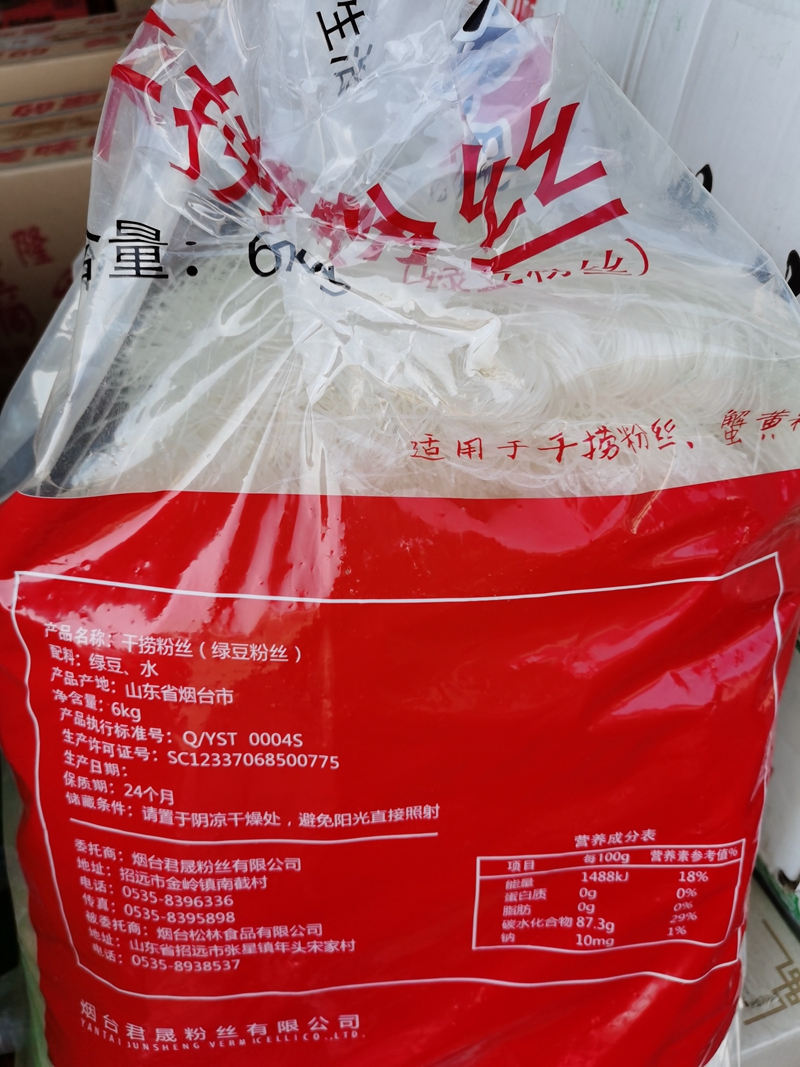 生活
捞粉丝
含量：6kg
（绿豆粉丝）
适用于干捞粉丝、蟹黄
产品名称：干捞粉丝（绿豆粉丝）
配料：绿豆、水
产品产地：山东省烟台市
净含量：6kg
产品执行标准号：Q/YST 0004S
生产许可证号：SC12337068500775
生产日期：
保质期：24个月
储藏条件：请置于阴凉干燥处，避免阳光直接照射
委托商：烟台君晟粉丝有限公司
地址：招远市金岭镇南截村
电话：0535-8396336
传真：0535-8395898
被委托商：烟台松林食品有限公司
地址：山东省招远市张星镇年头宋家村
电话：0535-8938537
营养成分表
项目 每100g 营养素参考值%
能量 1488kJ 18%
蛋白质 0g 0%
脂肪 0g 0%
碳水化合物 87.3g 29%
钠 10mg 1%
烟台君晟粉丝有限公司
YANTAI JUNSHENG VERMICELLI CO.,LTD.
隆